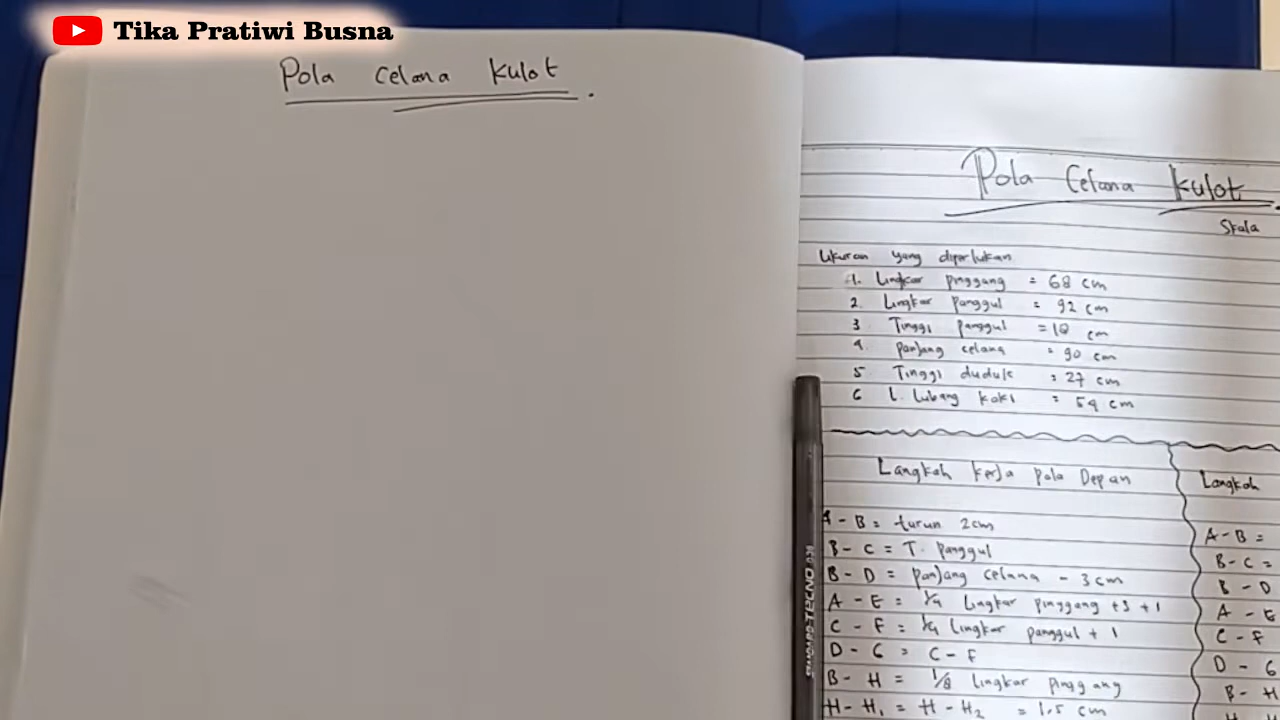 Tika Pratiwi Busna
Pola Celana Kulot.
Pola Celana Kulot.
Skala
Ukuran yang diperlukan
1. Lingkar pinggang = 68 cm
2. Lingkar panggul = 92 cm
3 Tinggi panggul = 18 cm
4. panjang celana = 90 cm
5 Tinggi duduk = 27 cm
6 L. Lubang kaki = 54 cm
Langkah kerja pola Depan
A - B = turun 2cm
B - C = T. panggul
B - D = panjang celana - 3 cm
A - E = 1/4 lingkar pinggang +3 +1
C - F = 1/4 lingkar panggul + 1
D - G = C - F
B - H = 1/8 lingkar pinggang
H - H1 = H - H2 = 1.5 cm
Langkah
A - B =
B - C =
B - D
A - E
C - F
D - G
B - H